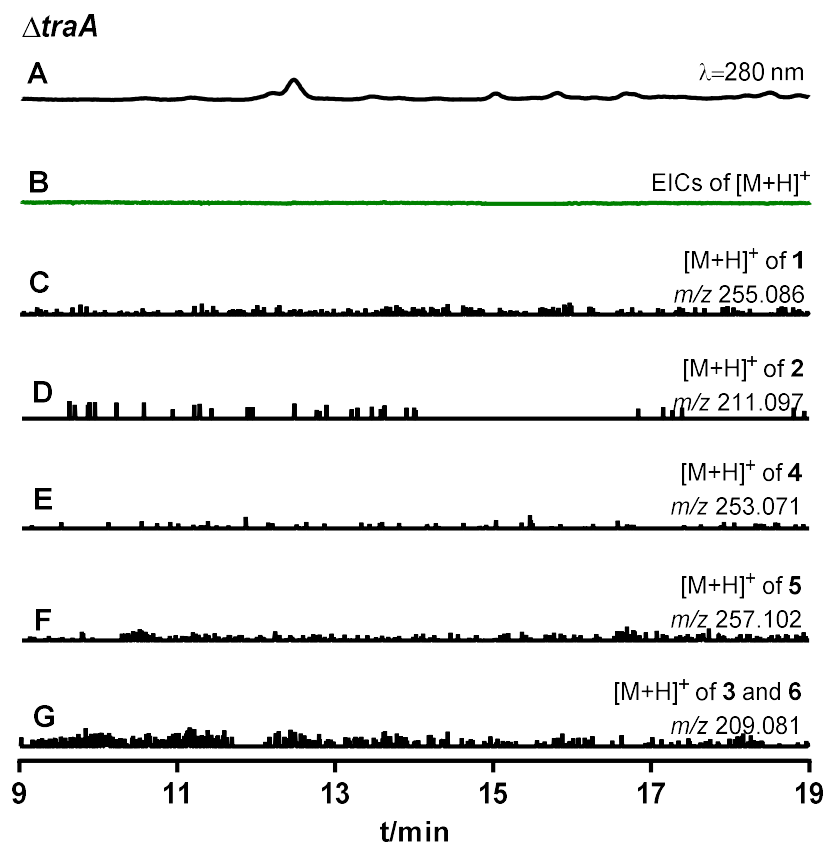 ΔtraA
A
λ=280 nm
B
EICs of [M+H]⁺
C
[M+H]⁺ of 1
m/z 255.086
D
[M+H]⁺ of 2
m/z 211.097
E
[M+H]⁺ of 4
m/z 253.071
F
[M+H]⁺ of 5
m/z 257.102
G
[M+H]⁺ of 3 and 6
m/z 209.081
9 11 13 15 17 19
t/min